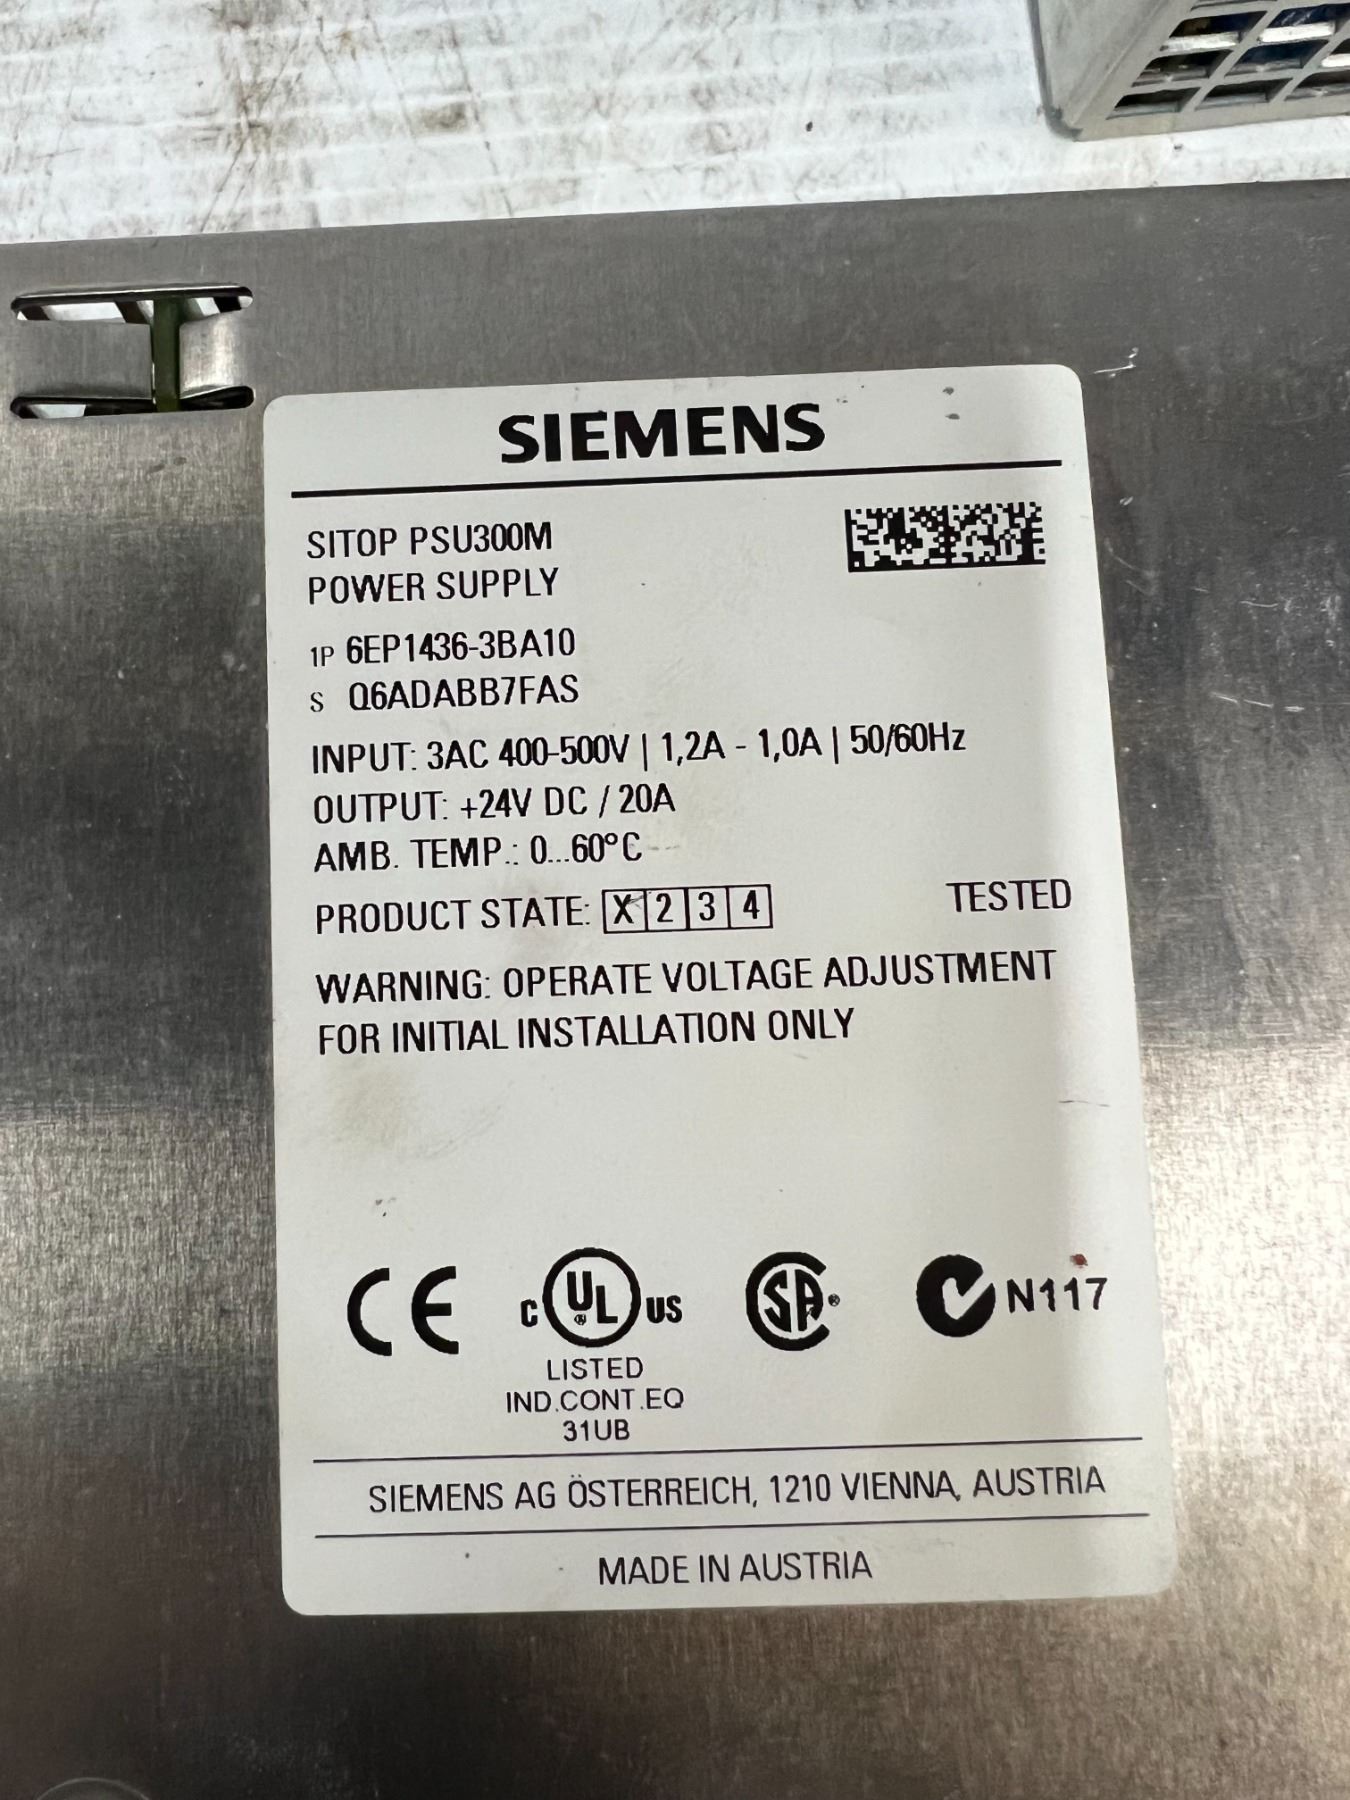 SIEMENS
SITOP PSU300M
POWER SUPPLY
1P 6EP1436-3BA10
S Q6ADABB7FAS
INPUT: 3AC 400-500V | 1,2A - 1,0A | 50/60Hz
OUTPUT: +24V DC / 20A
AMB. TEMP.: 0...60°C
PRODUCT STATE: X 2 3 4 TESTED
WARNING: OPERATE VOLTAGE ADJUSTMENT
FOR INITIAL INSTALLATION ONLY
CE C UL ® US SA ® N117
LISTED
IND.CONT.EQ
31UB
SIEMENS AG ÖSTERREICH, 1210 VIENNA, AUSTRIA
MADE IN AUSTRIA